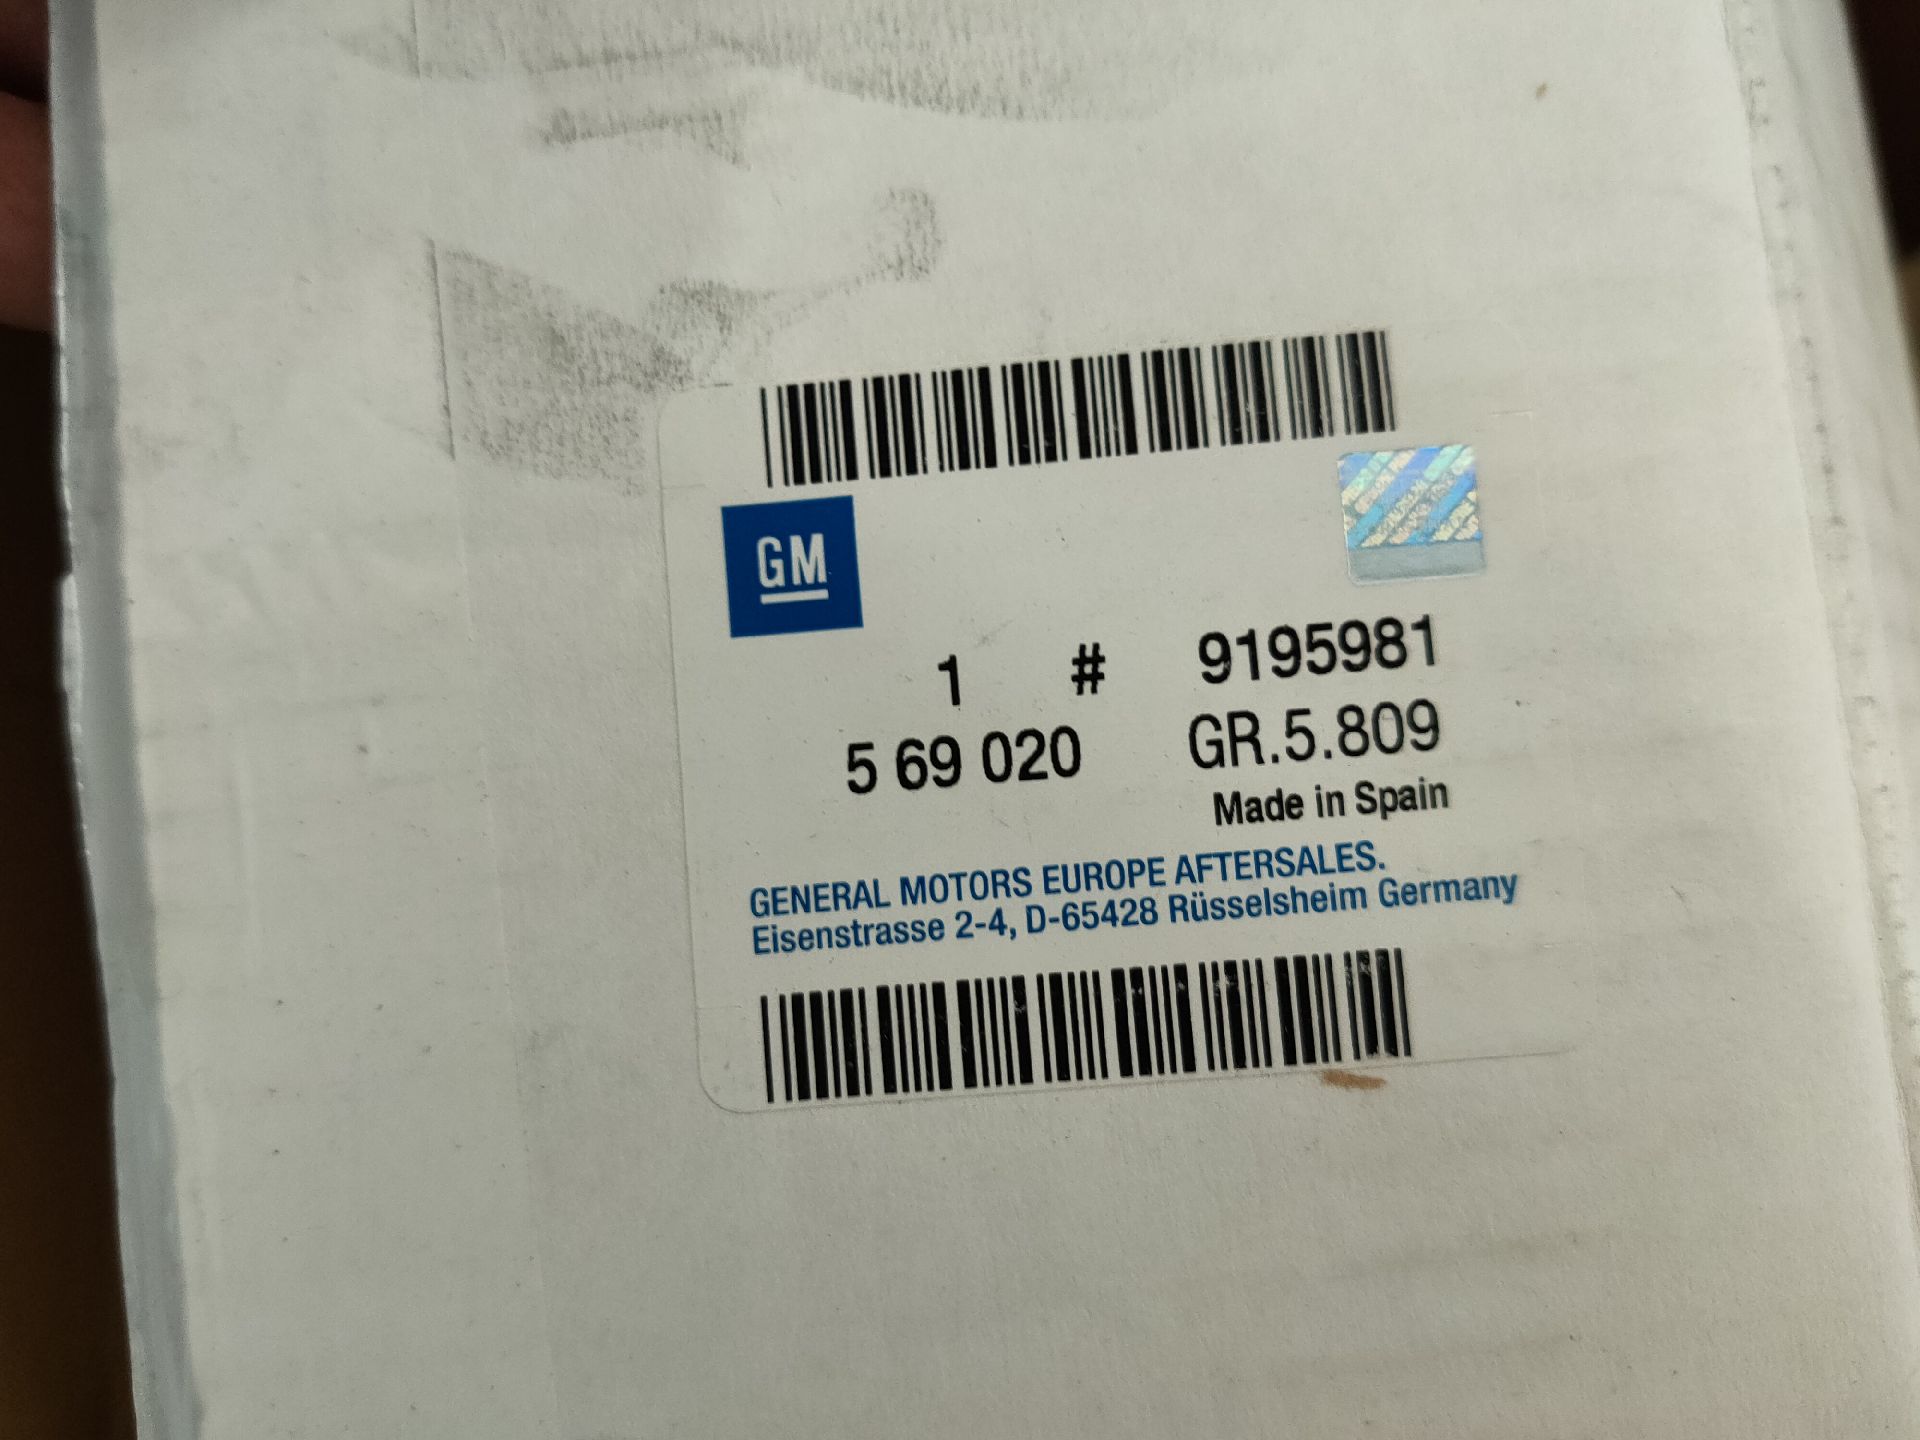 GM
1 # 9195981
5 69 020 GR.5.809
Made in Spain
GENERAL MOTORS EUROPE AFTERSALES.
Eisenstrasse 2-4, D-65428 Rüsselsheim Germany